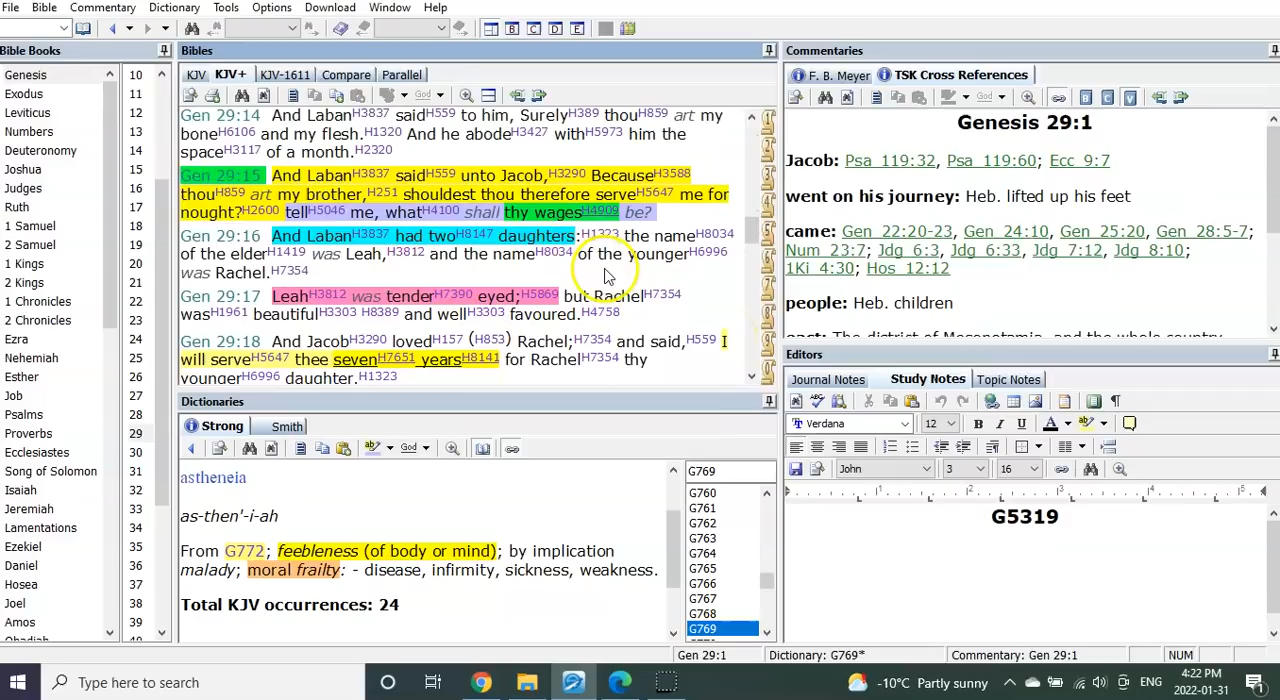 File Bible Commentary Dictionary Tools Options Download Window Help
Bible Books
Genesis
Exodus
Leviticus
Numbers
Deuteronomy
Joshua
Judges
Ruth
1 Samuel
2 Samuel
1 Kings
2 Kings
1 Chronicles
2 Chronicles
Ezra
Nehemiah
Esther
Job
Psalms
Proverbs
Ecclesiastes
Song of Solomon
Isaiah
Jeremiah
Lamentations
Ezekiel
Daniel
Hosea
Joel
Amos
Obadiah
10
11
12
13
14
15
16
17
18
19
20
21
22
23
24
25
26
27
28
29
30
31
32
33
34
35
36
37
38
39
Bibles
KJV KJV+ KJV-1611 Compare Parallel
God
Gen 29:14 And Laban H3837 said H559 to him, Surely H389 thou H859 art my
bone H6106 and my flesh. H1320 And he abode H3427 with H5973 him the
space H3117 of a month. H2320
Gen 29:15 And Laban H3837 said H559 unto Jacob, H3290 Because H3588
thou H859 art my brother, H251 shouldest thou therefore serve H5647 me for
nought? H2600 tell H5046 me, what H4100 shall thy wages H4909 be?
Gen 29:16 And Laban H3837 had two H8147 daughters: H1323 the name H8034
of the elder H1419 was Leah, H3812 and the name H8034 of the younger H6996
was Rachel. H7354
Gen 29:17 Leah H3812 was tender H7390 eyed; H5869 but Rachel H7354
was H1961 beautiful H3303 H8389 and well H3303 favoured. H4758
Gen 29:18 And Jacob H3290 loved H157 (H853) Rachel; H7354 and said, H559 I
will serve H5647 thee seven H7651 years H8141 for Rachel H7354 thy
younger H6996 daughter. H1323
Dictionaries
Strong Smith
God
astheneia
as-then'-i-ah
From G772; feebleness (of body or mind); by implication
malady; moral frailty: - disease, infirmity, sickness, weakness.
Total KJV occurrences: 24
G769
G760
G761
G762
G763
G764
G765
G766
G767
G768
G769
Commentaries
F. B. Meyer TSK Cross References
God
Genesis 29:1
Jacob: Psa 119:32, Psa 119:60; Ecc 9:7
went on his journey: Heb. lifted up his feet
came: Gen 22:20-23, Gen 24:10, Gen 25:20, Gen 28:5-7;
Num 23:7; Jdg 6:3, Jdg 6:33, Jdg 7:12, Jdg 8:10;
1Ki 4:30; Hos 12:12
people: Heb. children
Editors
Journal Notes Study Notes Topic Notes
Verdana 12 B I U A
John 3 16
1 2 3 4 5
G5319
Gen 29:1 Dictionary: G769* Commentary: Gen 29:1 NUM
Type here to search
-10°C Partly sunny ENG 4:22 PM 2022-01-31